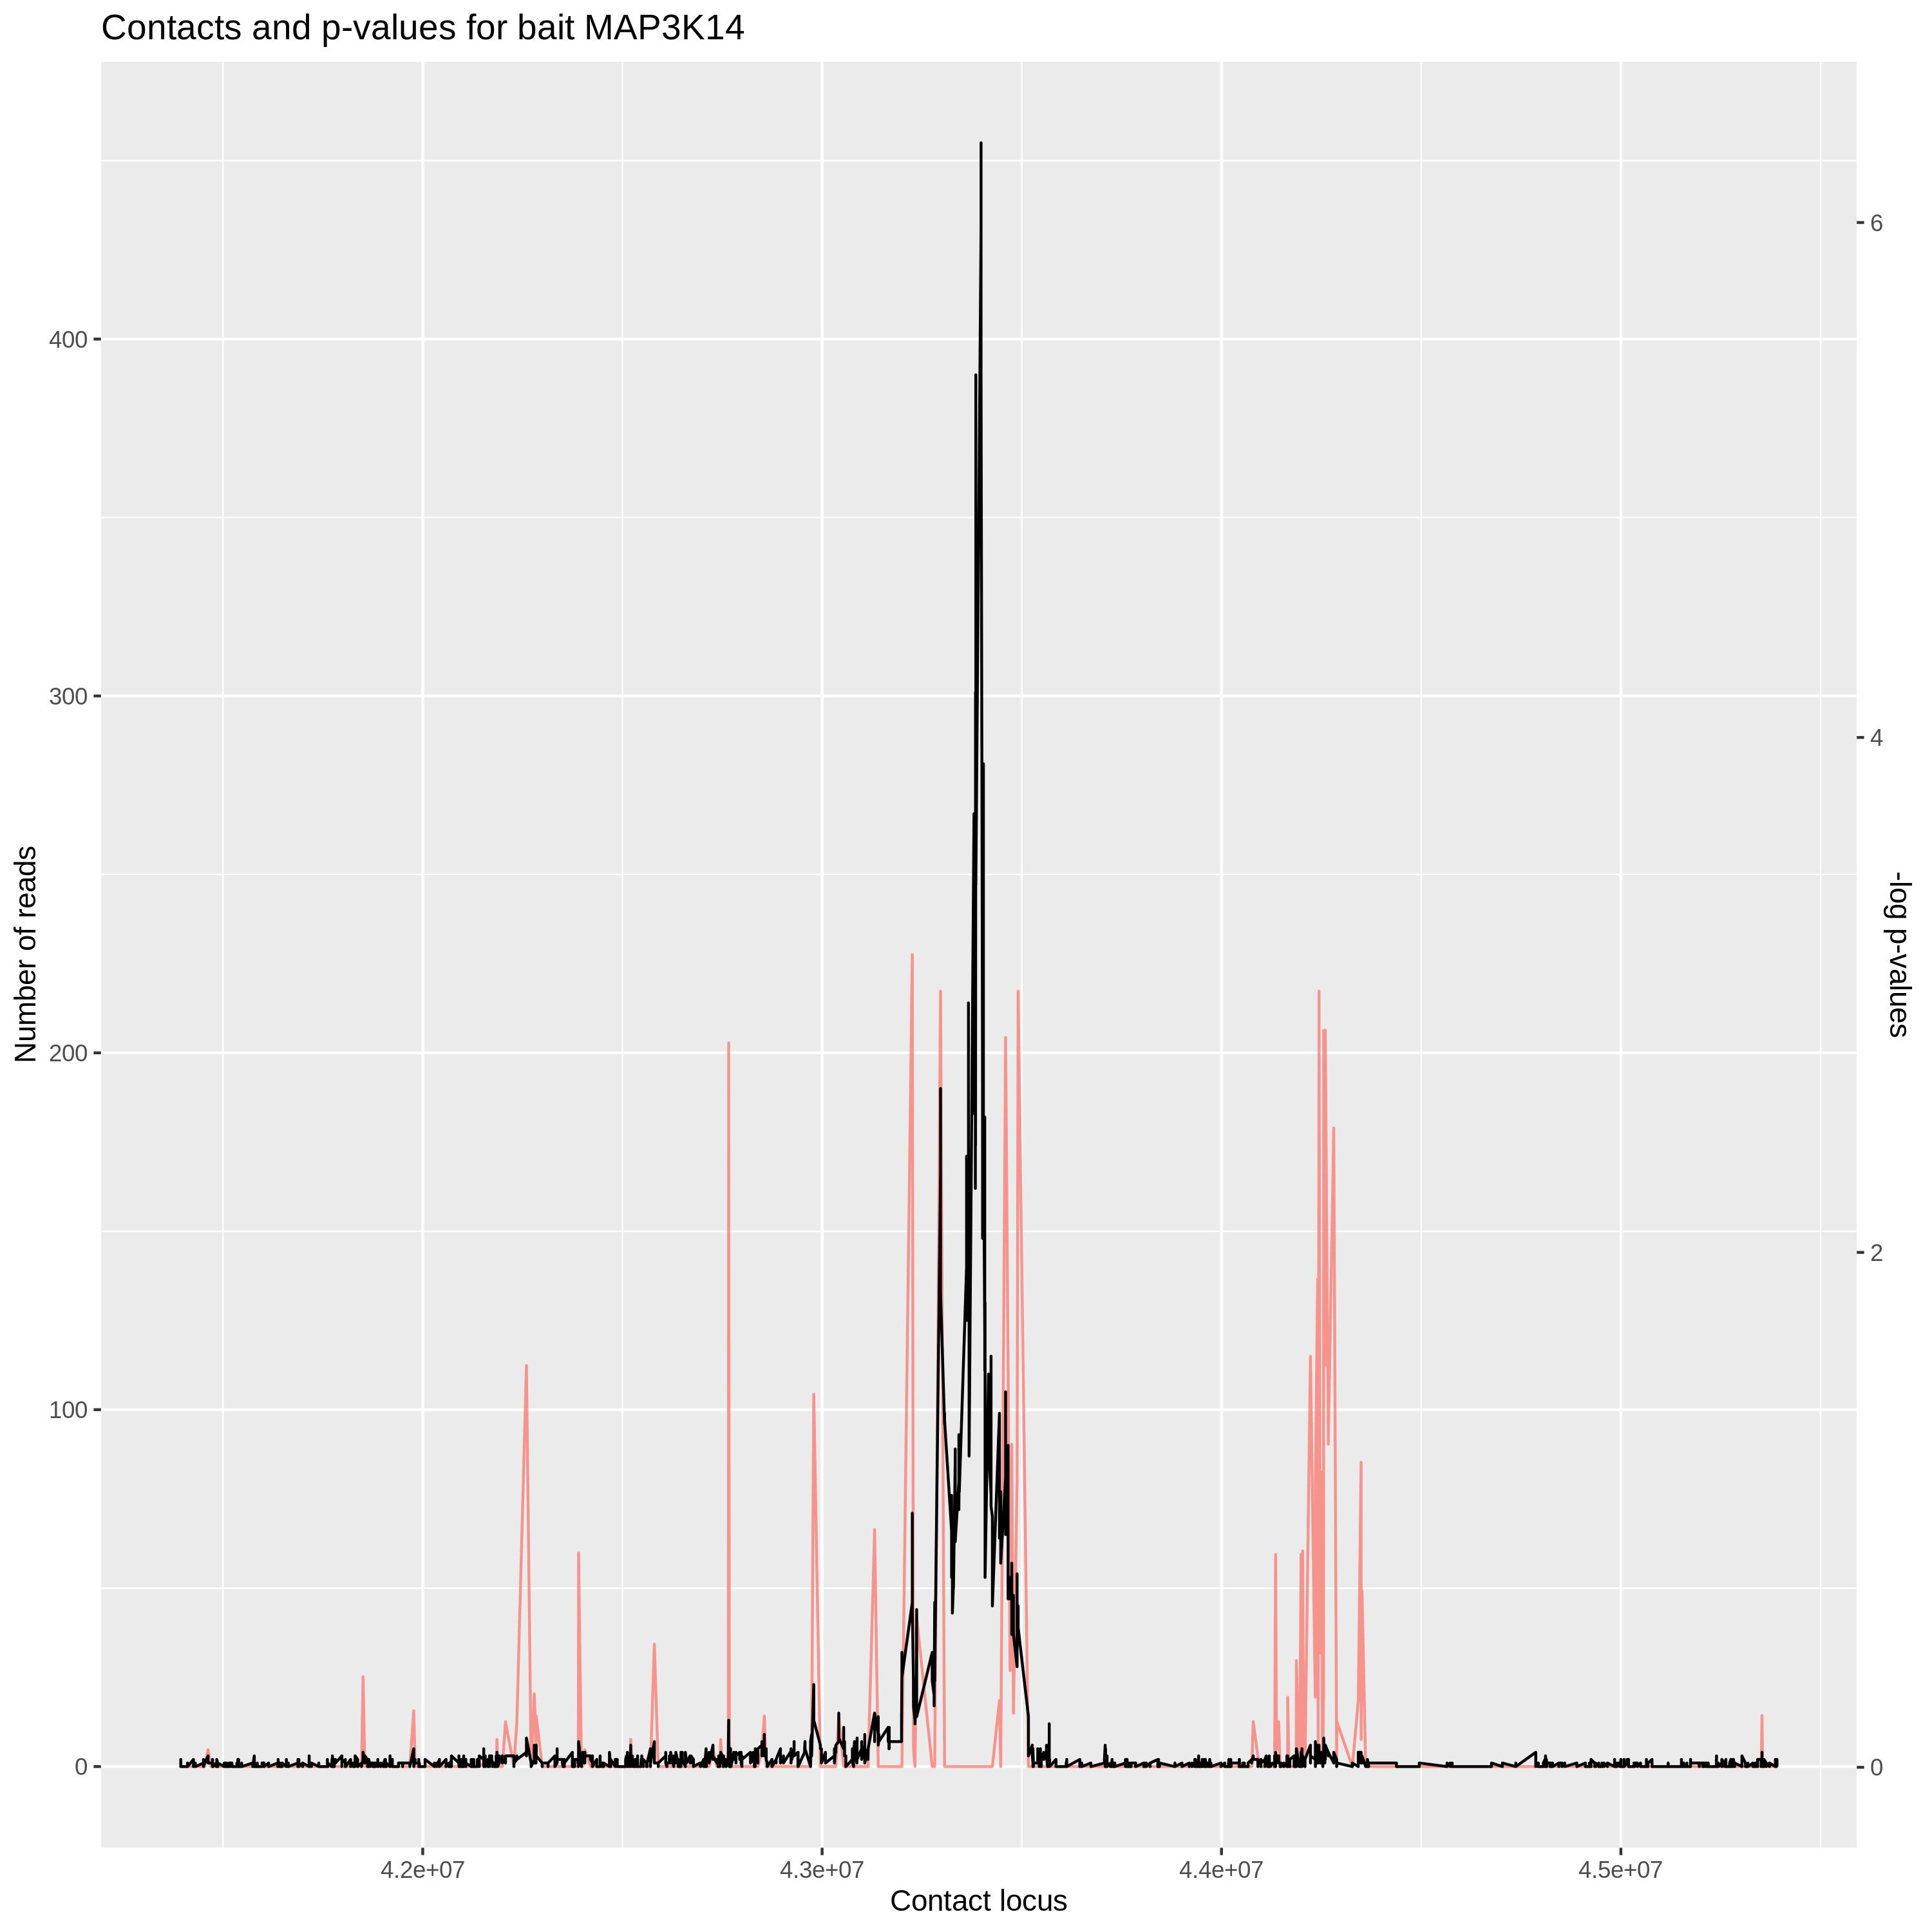 Contacts and p-values for bait MAP3K14
Number of reads
400
300
200
100
0
6
4
2
0
-log p-values
4.2e+07
4.3e+07
4.4e+07
4.5e+07
Contact locus